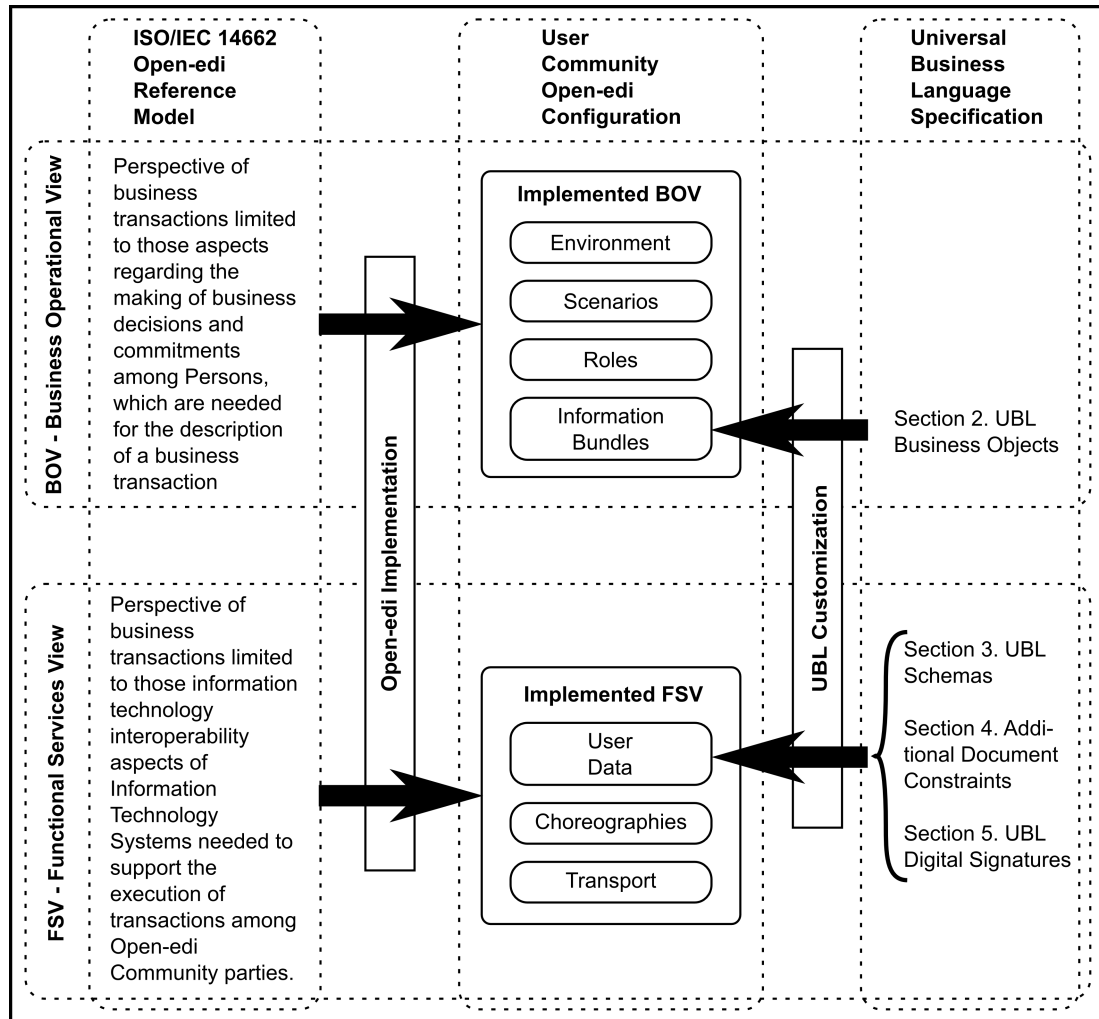 ISO/IEC 14662
Open-edi
Reference
Model
User
Community
Open-edi
Configuration
Universal
Business
Language
Specification
BOV - Business Operational View
Perspective of
business
transactions limited
to those aspects
regarding the
making of business
decisions and
commitments
among Persons,
which are needed
for the description
of a business
transaction
Open-edi Implementation
Implemented BOV
Environment
Scenarios
Roles
Information
Bundles
UBL Customization
Section 2. UBL
Business Objects
FSV - Functional Services View
Perspective of
business
transactions limited
to those information
technology
interoperability
aspects of
Information
Technology
Systems needed to
support the
execution of
transactions among
Open-edi
Community parties.
Implemented FSV
User
Data
Choreographies
Transport
Section 3. UBL
Schemas
Section 4. Addi-
tional Document
Constraints
Section 5. UBL
Digital Signatures